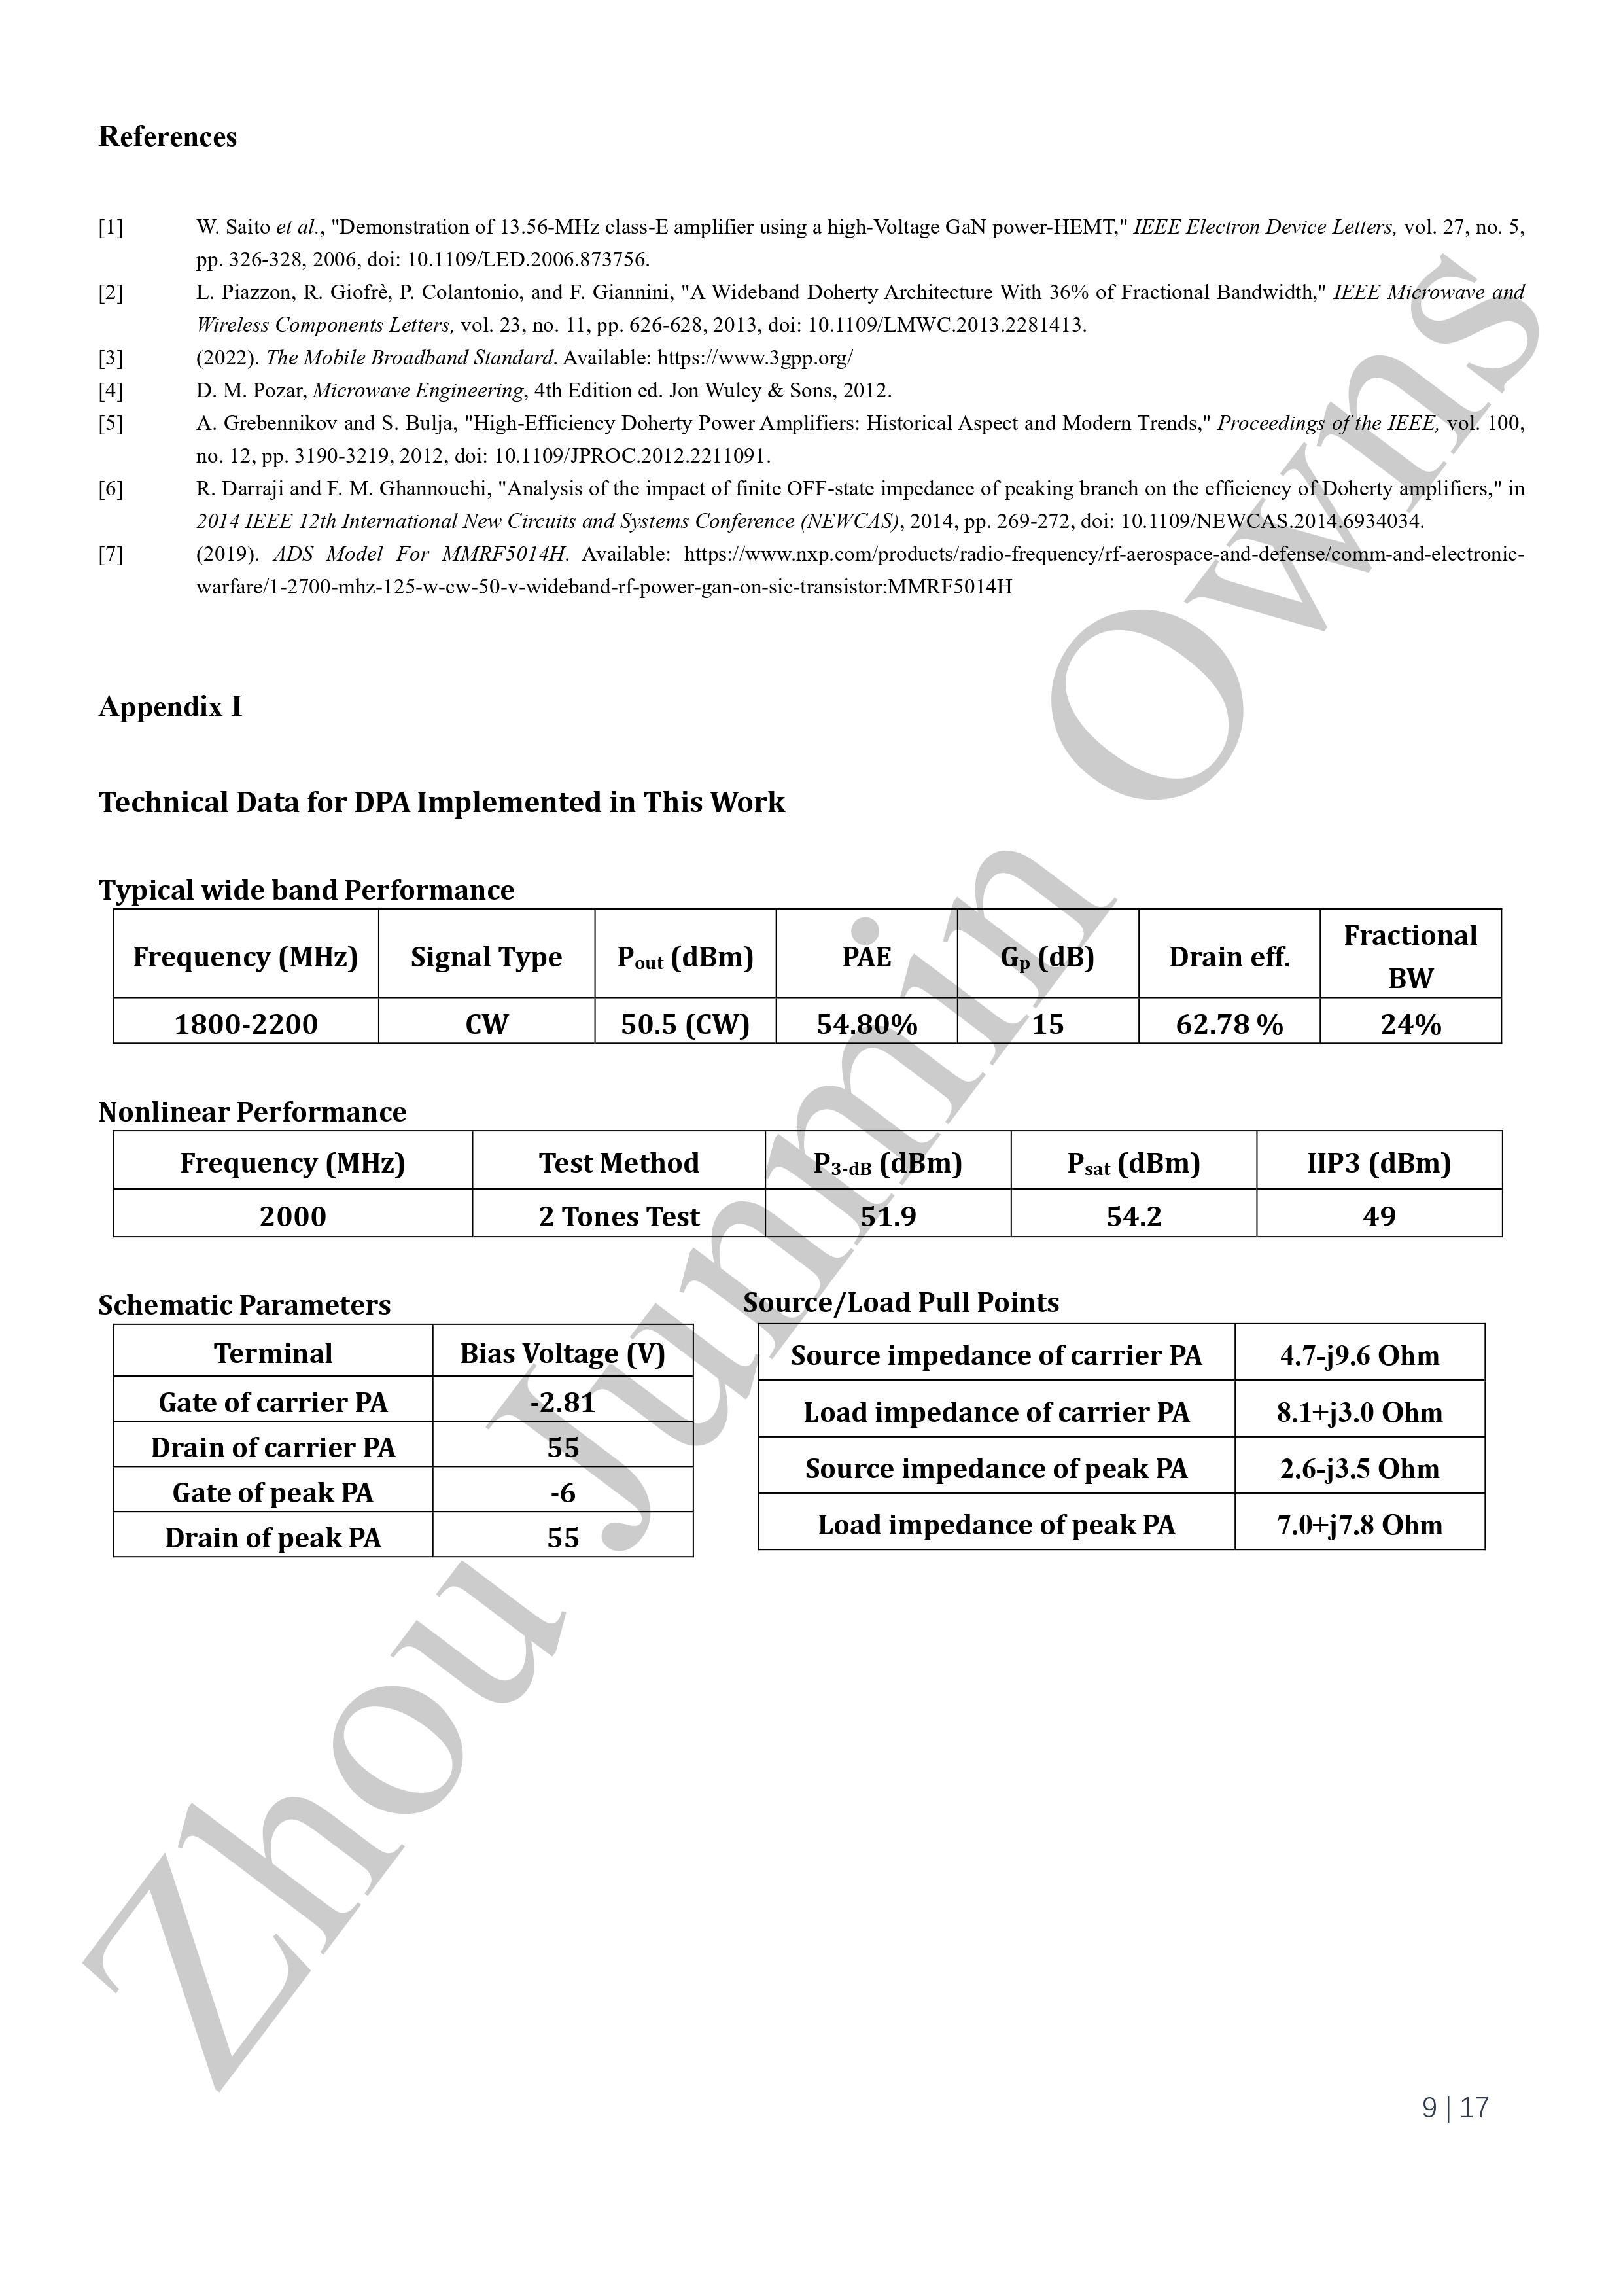 References
[1] W. Saito et al., "Demonstration of 13.56-MHz class-E amplifier using a high-Voltage GaN power-HEMT," IEEE Electron Device Letters, vol. 27, no. 5,
pp. 326-328, 2006, doi: 10.1109/LED.2006.873756.
[2] L. Piazzon, R. Giofrè, P. Colantonio, and F. Giannini, "A Wideband Doherty Architecture With 36% of Fractional Bandwidth," IEEE Microwave and
Wireless Components Letters, vol. 23, no. 11, pp. 626-628, 2013, doi: 10.1109/LMWC.2013.2281413.
[3] (2022). The Mobile Broadband Standard. Available: https://www.3gpp.org/
[4] D. M. Pozar, Microwave Engineering, 4th Edition ed. Jon Wuley & Sons, 2012.
[5] A. Grebennikov and S. Bulja, "High-Efficiency Doherty Power Amplifiers: Historical Aspect and Modern Trends," Proceedings of the IEEE, vol. 100,
no. 12, pp. 3190-3219, 2012, doi: 10.1109/JPROC.2012.2211091.
[6] R. Darraji and F. M. Ghannouchi, "Analysis of the impact of finite OFF-state impedance of peaking branch on the efficiency of Doherty amplifiers," in
2014 IEEE 12th International New Circuits and Systems Conference (NEWCAS), 2014, pp. 269-272, doi: 10.1109/NEWCAS.2014.6934034.
[7] (2019). ADS Model For MMRF5014H. Available: https://www.nxp.com/products/radio-frequency/rf-aerospace-and-defense/comm-and-electronic-
warfare/1-2700-mhz-125-w-cw-50-v-wideband-rf-power-gan-on-sic-transistor:MMRF5014H
Appendix I
Technical Data for DPA Implemented in This Work
Typical wide band Performance
Frequency (MHz) Signal Type Pout (dBm) PAE Gp (dB) Drain eff. Fractional
BW
1800-2200 CW 50.5 (CW) 54.80% 15 62.78 % 24%
Nonlinear Performance
Frequency (MHz) Test Method P3-dB (dBm) Psat (dBm) IIP3 (dBm)
2000 2 Tones Test 51.9 54.2 49
Schematic Parameters
Terminal Bias Voltage (V)
Gate of carrier PA -2.81
Drain of carrier PA 55
Gate of peak PA -6
Drain of peak PA 55
Source/Load Pull Points
Source impedance of carrier PA 4.7-j9.6 Ohm
Load impedance of carrier PA 8.1+j3.0 Ohm
Source impedance of peak PA 2.6-j3.5 Ohm
Load impedance of peak PA 7.0+j7.8 Ohm
Zhou Junmin Owns
9 | 17